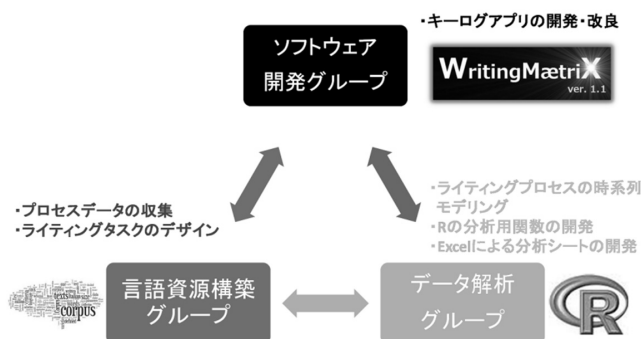 ・キーログアプリの開発・改良
ソフトウェア
開発グループ
WritingMætriX
ver. 1.1
・プロセスデータの収集
・ライティングタスクのデザイン
・ライティングプロセスの時系列
モデリング
・Rの分析用関数の開発
・Excelによる分析シートの開発
texts
corpus
言語資源構築
グループ
データ解析
グループ
R